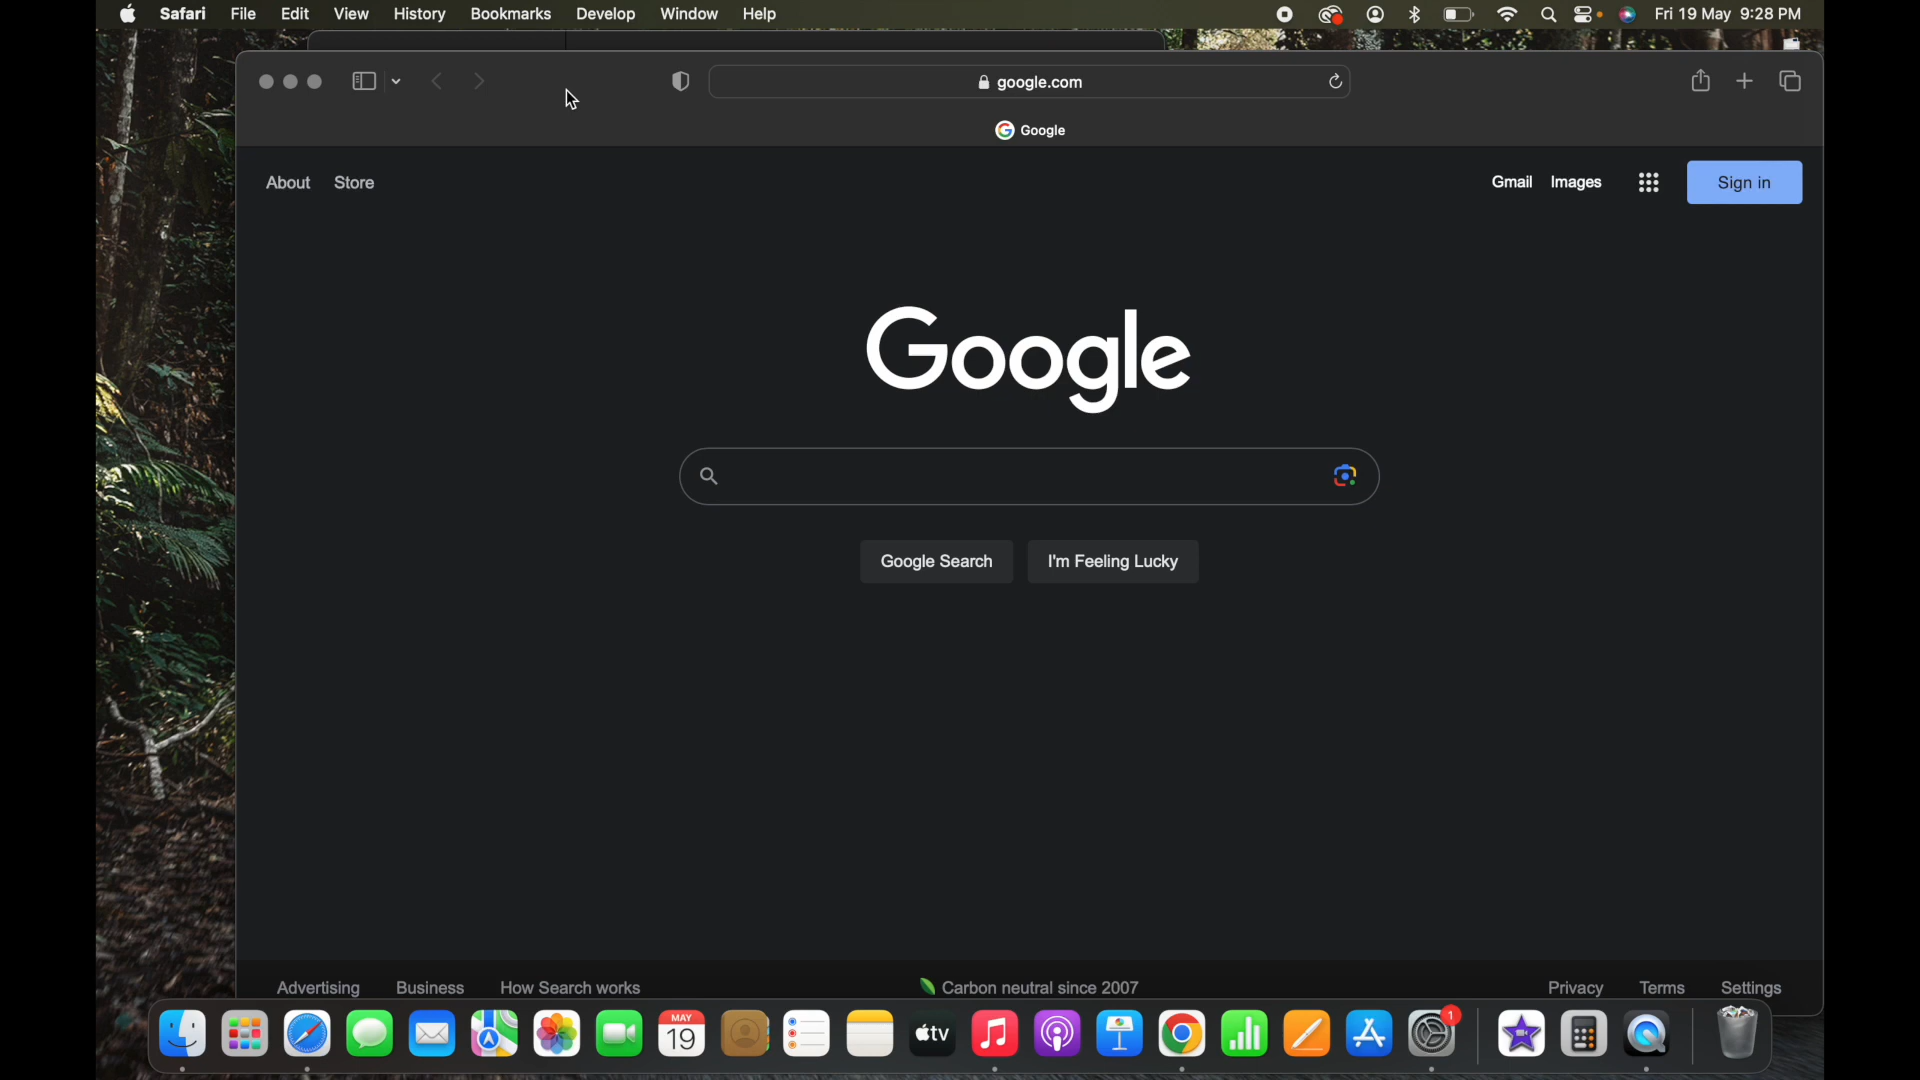 Safari File Edit View History Bookmarks Develop Window Help Fri 19 May 9:28 PM
google.com
Google
About Store Gmail Images Sign in
Google
Google Search I'm Feeling Lucky
Advertising Business How Search works Carbon neutral since 2007 Privacy Terms Settings
MAY 19 tv 1